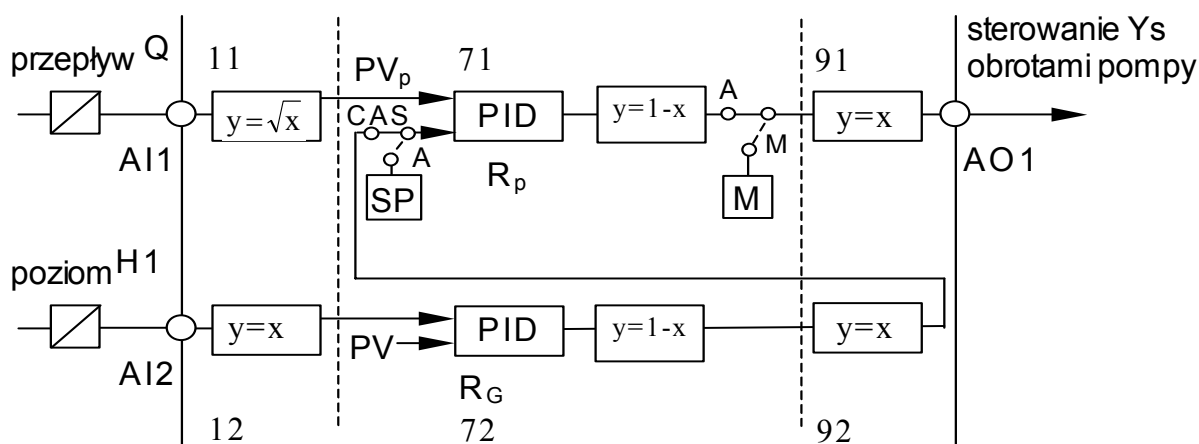 przepływ Q
11
PVp
71
91
sterowanie Ys
obrotami pompy
y=√x
CAS
PID
y=1-x
A
y=x
AI1
A
SP
Rp
M
M
AO1
poziom H1
y=x
PID
y=1-x
y=x
PV
AI2
RG
12
72
92